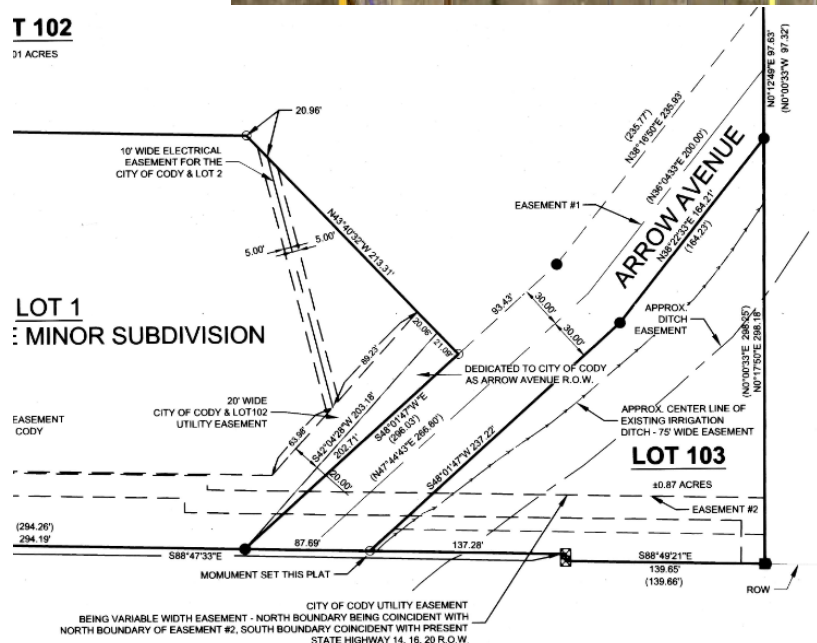 T 102
01 ACRES
20.96'
10' WIDE ELECTRICAL
EASEMENT FOR THE
CITY OF CODY & LOT 2
5.00'
5.00'
N43°40'32"W 213.31'
(235.77')
N38°16'50"E 235.93'
(N36°04'33"E 200.00')
EASEMENT #1
ARROW AVENUE
N38°22'33"E 164.21'
(164.23')
N0°12'49"E 97.63'
(N0°00'33"W 97.32')
LOT 1
E MINOR SUBDIVISION
93.43'
30.00'
30.00'
APPROX.
DITCH
EASEMENT
(N0°00'33"E 298.25')
N0°17'50"E 298.18'
20.06'
21.09'
89.23'
DEDICATED TO CITY OF CODY
AS ARROW AVENUE R.O.W.
20' WIDE
CITY OF CODY & LOT102
UTILITY EASEMENT
EASEMENT
CODY
63.98'
S42°04'28"W 203.18'
202.71'
20.00'
S48°01'47"W"E
(296.03')
(N47°44'43"E 266.80')
S48°01'47"W 237.22'
APPROX. CENTER LINE OF
EXISTING IRRIGATION
DITCH - 75' WIDE EASEMENT
LOT 103
±0.87 ACRES
EASEMENT #2
(294.26')
294.19'
S88°47'33"E
87.69'
137.28'
S88°49'21"E
139.65'
(139.66')
MOMUMENT SET THIS PLAT
ROW
CITY OF CODY UTILITY EASEMENT
BEING VARIABLE WIDTH EASEMENT - NORTH BOUNDARY BEING COINCIDENT WITH
NORTH BOUNDARY OF EASEMENT #2, SOUTH BOUNDARY COINCIDENT WITH PRESENT
STATE HIGHWAY 14, 16, 20 R.O.W.